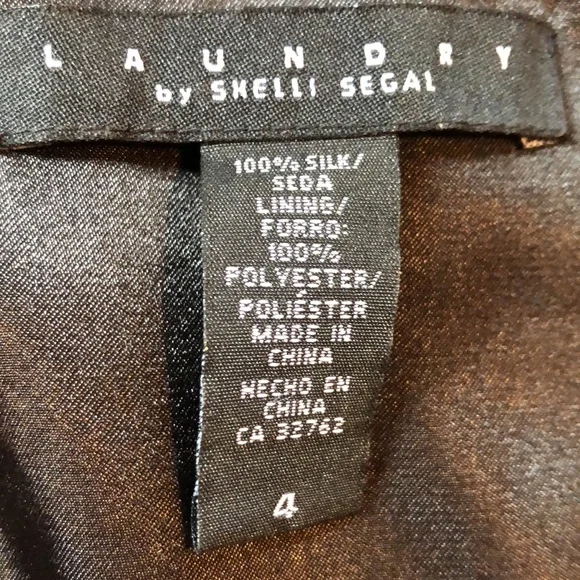 LAUNDRY
by SHELLI SEGAL
100% SILK/
SEDA
LINING/
FORRO:
100%
POLYESTER/
POLIÉSTER
MADE IN
CHINA
HECHO EN
CHINA
CA 32762
4